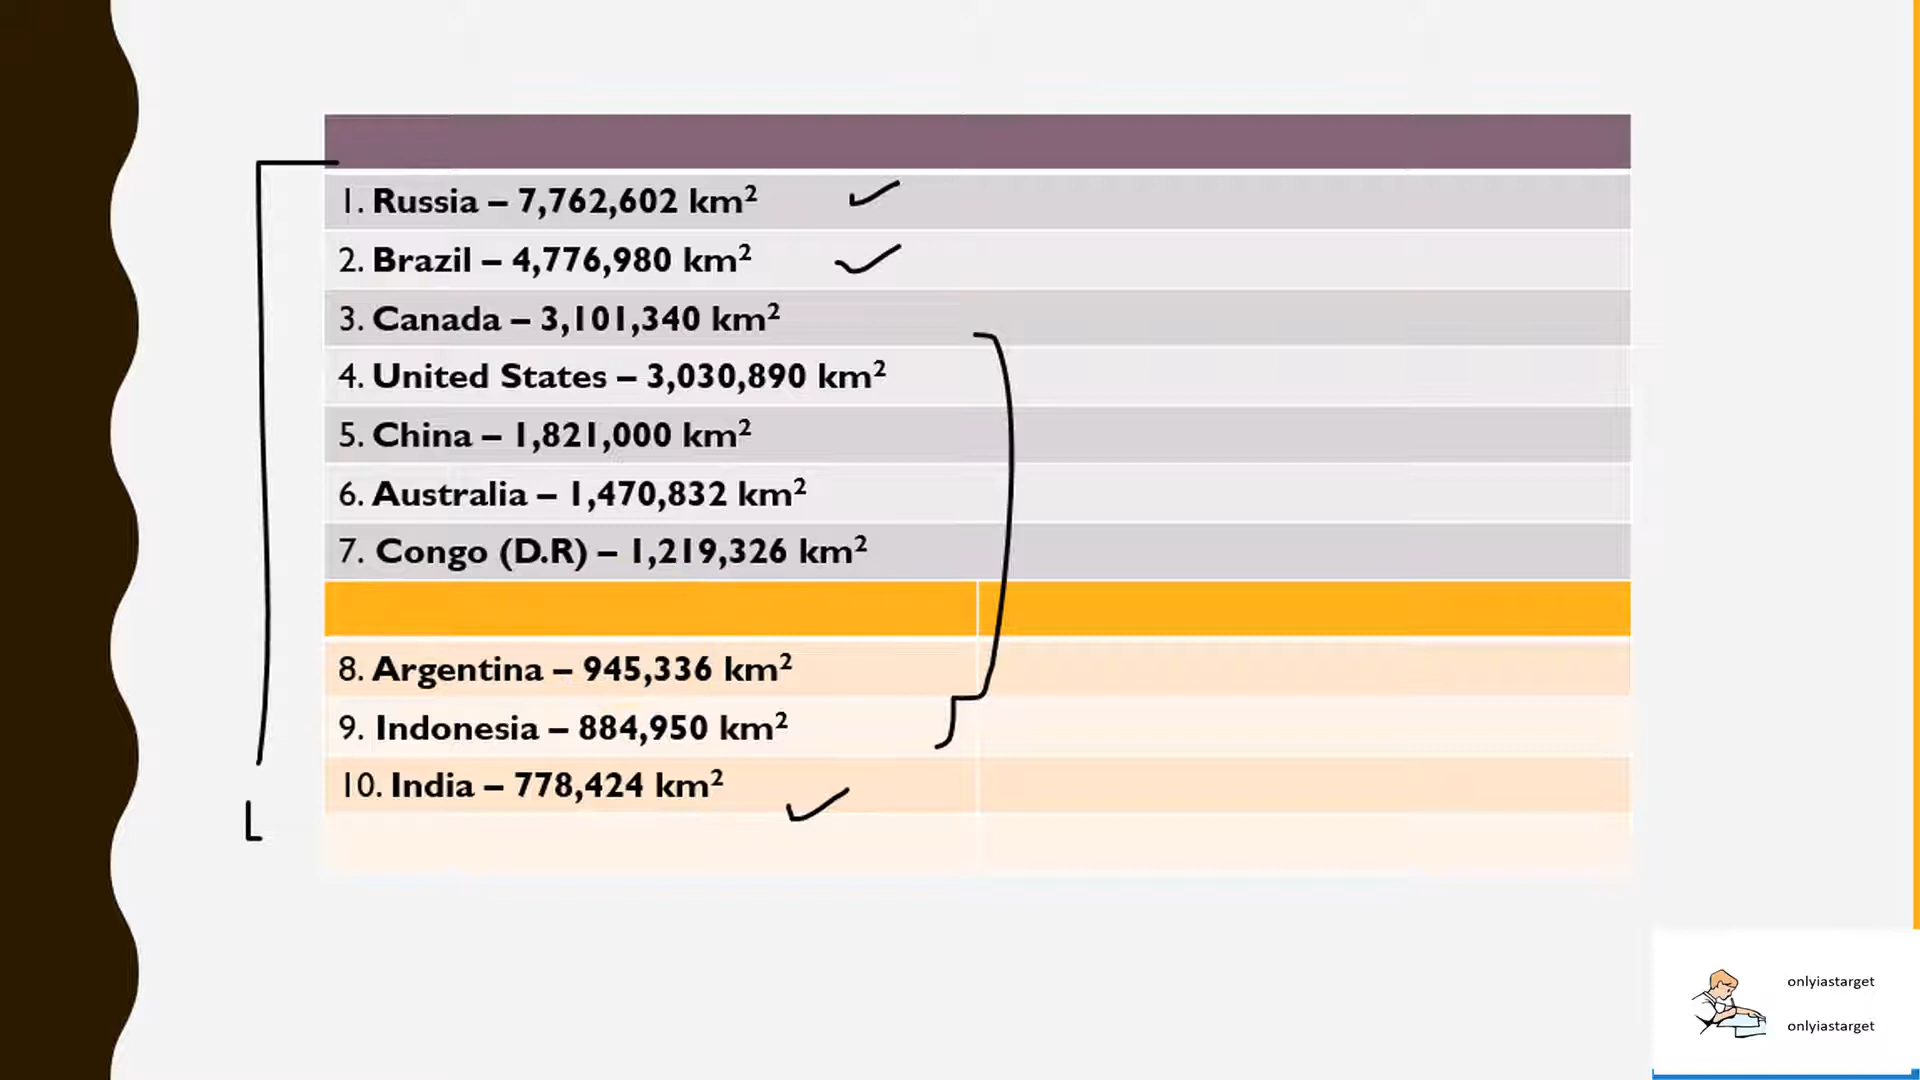 1. Russia – 7,762,602 km²
2. Brazil – 4,776,980 km²
3. Canada – 3,101,340 km²
4. United States – 3,030,890 km²
5. China – 1,821,000 km²
6. Australia – 1,470,832 km²
7. Congo (D.R) – 1,219,326 km²
8. Argentina – 945,336 km²
9. Indonesia – 884,950 km²
10. India – 778,424 km²
onlyiastarget
onlyiastarget